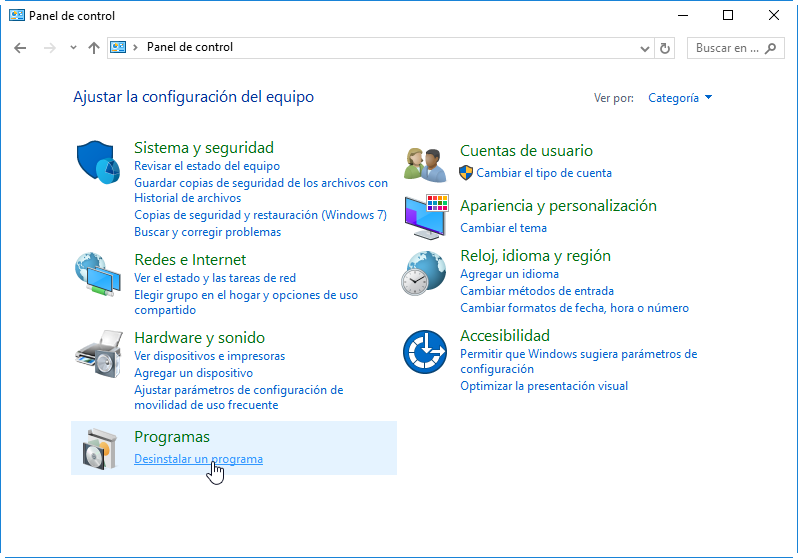 Panel de control
Panel de control
Buscar en ...
Ajustar la configuración del equipo
Ver por:
Categoría
Sistema y seguridad
Revisar el estado del equipo
Guardar copias de seguridad de los archivos con
Historial de archivos
Copias de seguridad y restauración (Windows 7)
Buscar y corregir problemas
Redes e Internet
Ver el estado y las tareas de red
Elegir grupo en el hogar y opciones de uso
compartido
Hardware y sonido
Ver dispositivos e impresoras
Agregar un dispositivo
Ajustar parámetros de configuración de
movilidad de uso frecuente
Programas
Desinstalar un programa
Cuentas de usuario
Cambiar el tipo de cuenta
Apariencia y personalización
Cambiar el tema
Reloj, idioma y región
Agregar un idioma
Cambiar métodos de entrada
Cambiar formatos de fecha, hora o número
Accesibilidad
Permitir que Windows sugiera parámetros de
configuración
Optimizar la presentación visual